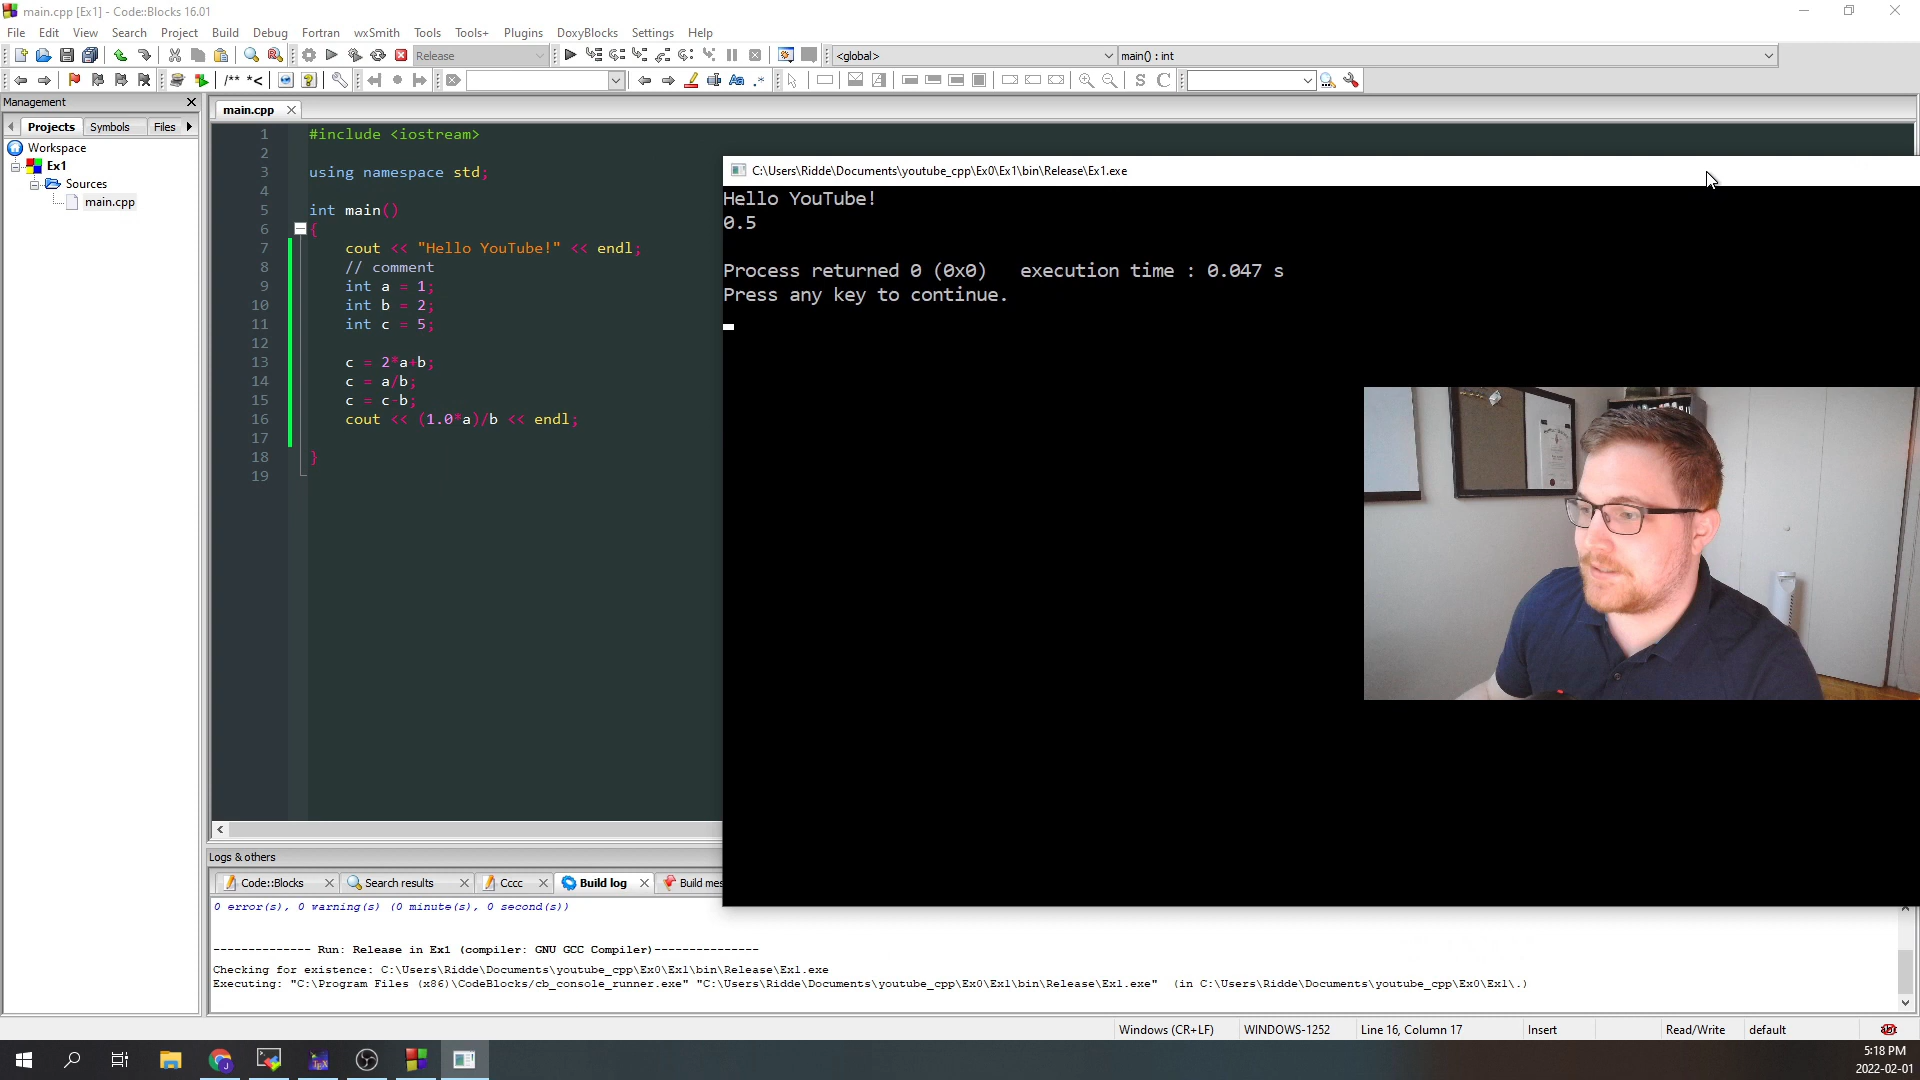 main.cpp [Ex1] - Code::Blocks 16.01
File Edit View Search Project Build Debug Fortran wxSmith Tools Tools+ Plugins DoxyBlocks Settings Help
Release
<global>
main() : int
/** *<
Aa .*
S C
Management
Projects Symbols Files
Workspace
Ex1
Sources
main.cpp
main.cpp
1 #include <iostream>
2
3 using namespace std;
4
5 int main()
6 {
7 cout << "Hello YouTube!" << endl;
8 // comment
9 int a = 1;
10 int b = 2;
11 int c = 5;
12
13 c = 2*a+b;
14 c = a/b;
15 c = c-b;
16 cout << (1.0*a)/b << endl;
17
18 }
19
C:\Users\Ridde\Documents\youtube_cpp\Ex0\Ex1\bin\Release\Ex1.exe
Hello YouTube!
0.5
Process returned 0 (0x0) execution time : 0.047 s
Press any key to continue.
Logs & others
Code::Blocks Search results Cccc Build log Build mes
0 error(s), 0 warning(s) (0 minute(s), 0 second(s))
-------------- Run: Release in Ex1 (compiler: GNU GCC Compiler)---------------
Checking for existence: C:\Users\Ridde\Documents\youtube_cpp\Ex0\Ex1\bin\Release\Ex1.exe
Executing: "C:\Program Files (x86)\CodeBlocks/cb_console_runner.exe" "C:\Users\Ridde\Documents\youtube_cpp\Ex0\Ex1\bin\Release\Ex1.exe" (in C:\Users\Ridde\Documents\youtube_cpp\Ex0\Ex1\.)
Windows (CR+LF) WINDOWS-1252 Line 16, Column 17 Insert Read/Write default
5:18 PM
2022-02-01